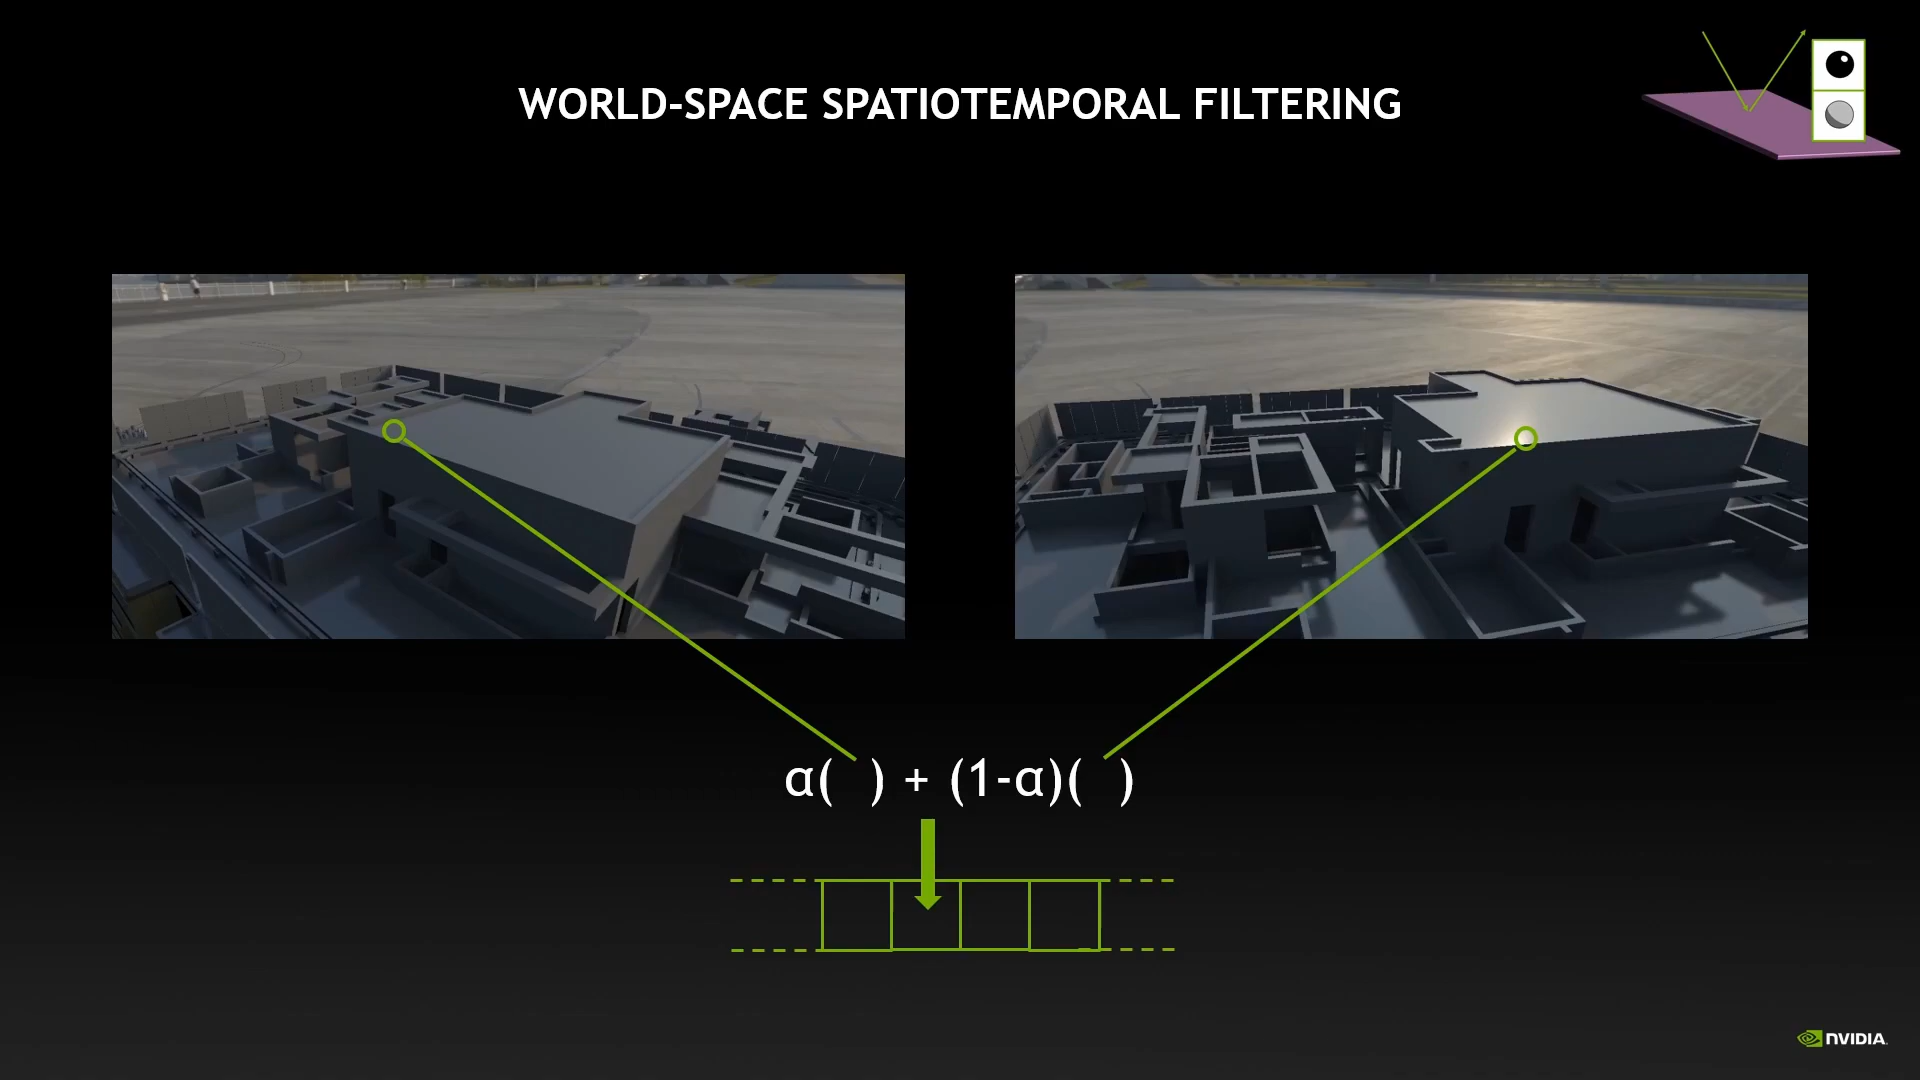 WORLD-SPACE SPATIOTEMPORAL FILTERING
α(  ) + (1-α)(  )
NVIDIA